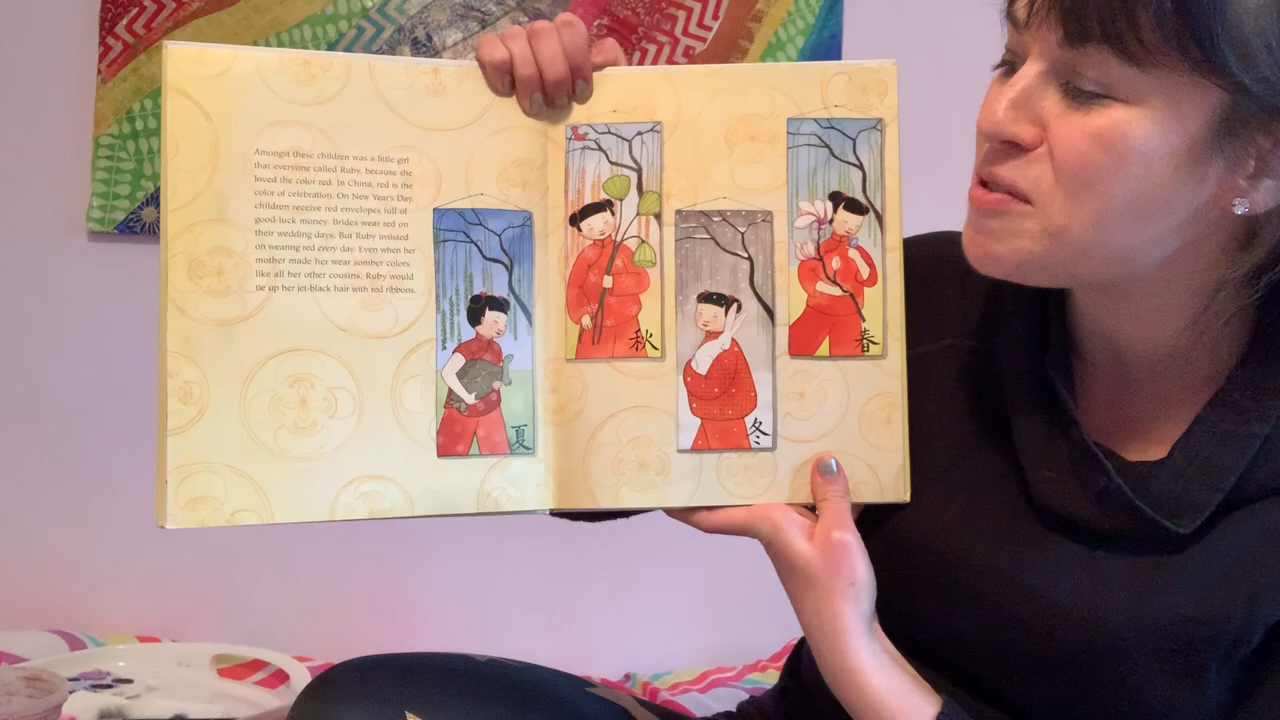 Amongst these children was a little girl
that everyone called Ruby, because she
loved the color red. In China, red is the
color of celebration. On New Year's Day,
children receive red envelopes full of
good-luck money. Brides wear red on
their wedding days. But Ruby insisted
on wearing red every day. Even when her
mother made her wear somber colors
like all her other cousins, Ruby would
tie up her jet-black hair with red ribbons.
夏
秋
冬
春